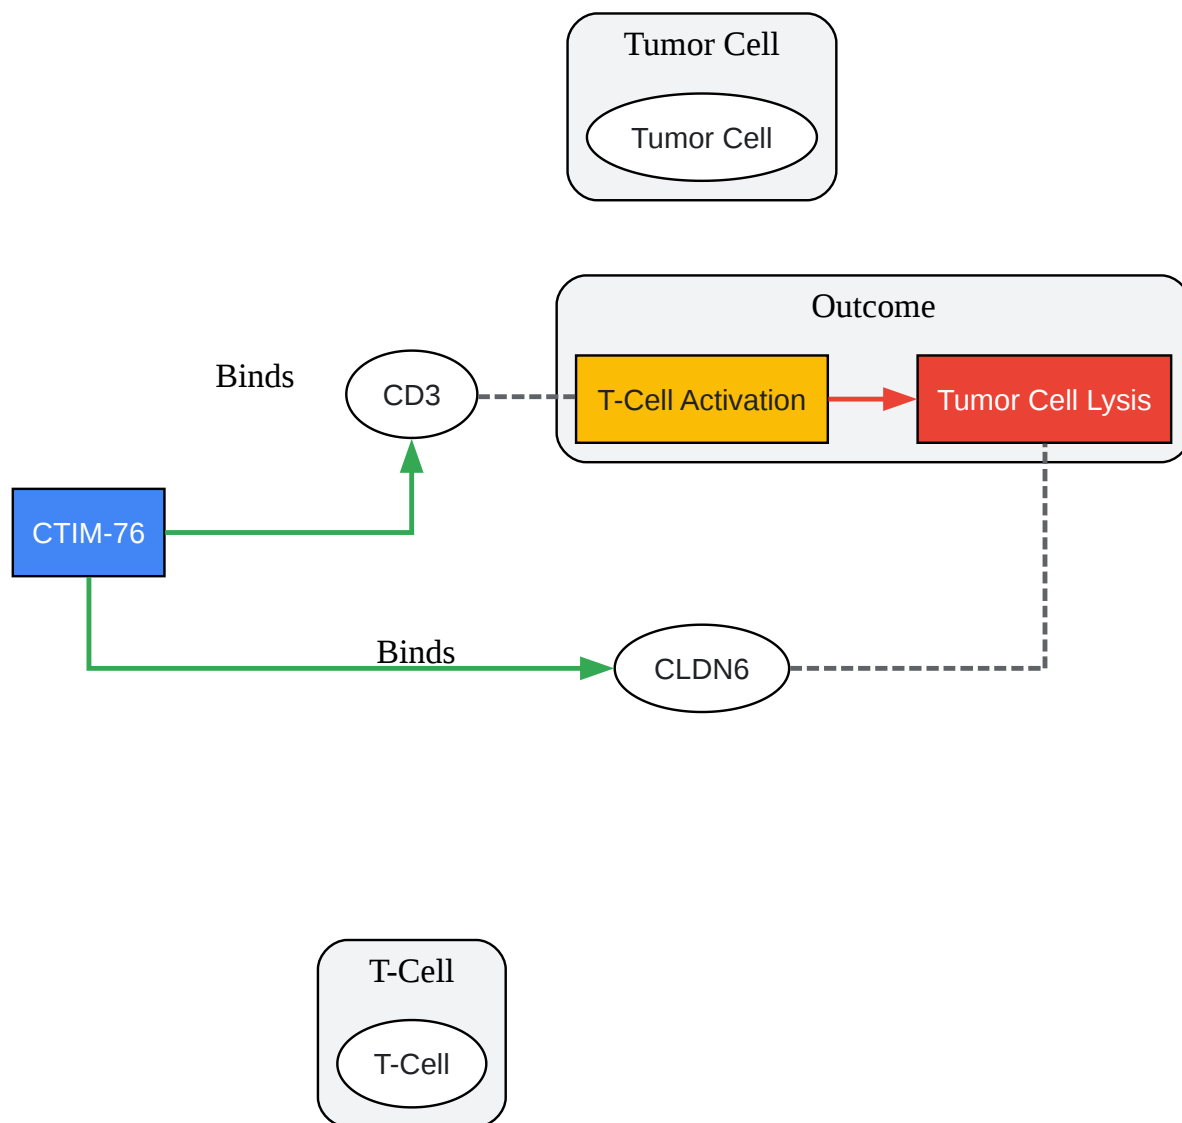 Tumor Cell
Tumor Cell
Outcome
Binds
CD3
T-Cell Activation
Tumor Cell Lysis
CTIM-76
Binds
CLDN6
T-Cell
T-Cell